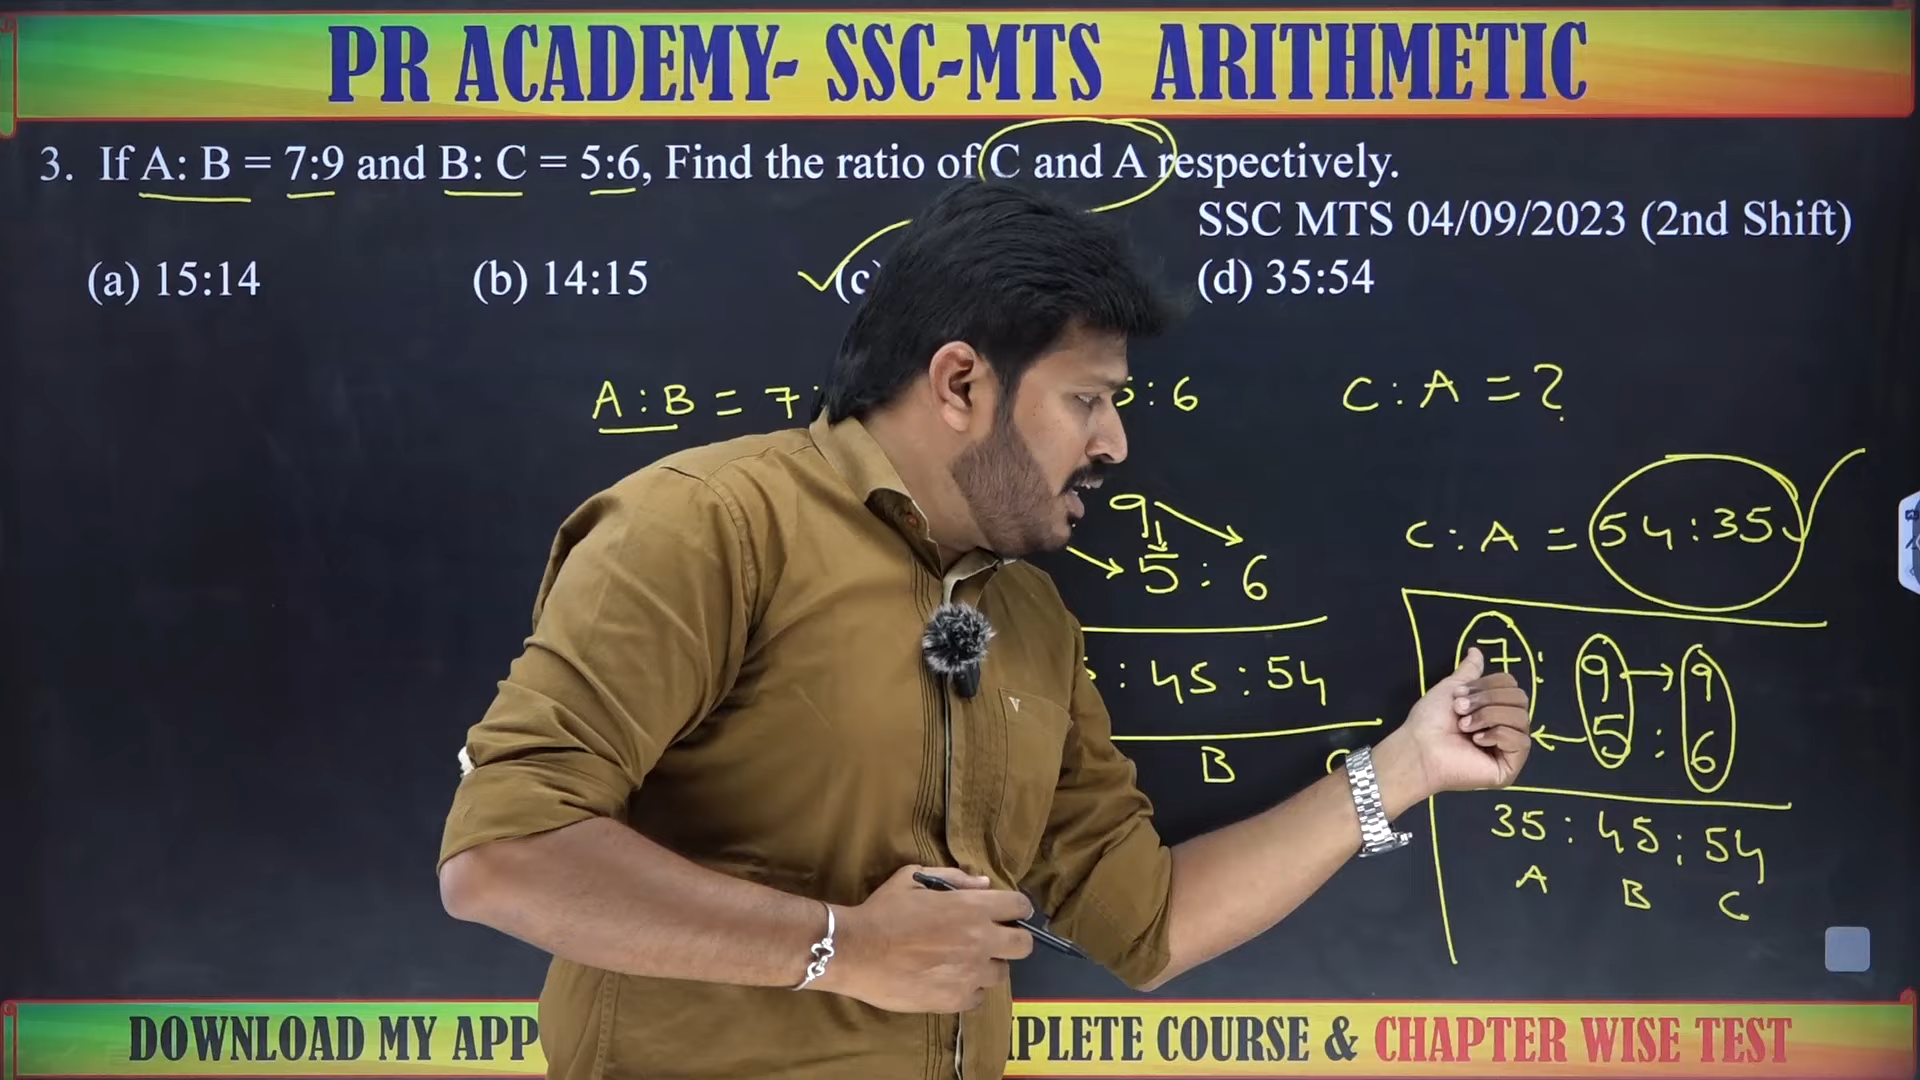 PR ACADEMY- SSC-MTS ARITHMETIC
3. If A: B = 7:9 and B: C = 5:6, Find the ratio of C and A respectively.
SSC MTS 04/09/2023 (2nd Shift)
(a) 15:14 (b) 14:15 (c (d) 35:54
A : B = 7 : : 6 C : A = ?
9
5 : 6
C : A = 54 : 35
: 45 : 54
B
7 : 9 9
5 : 6
35 : 45 : 54
A B C
DOWNLOAD MY APP COURSE & CHAPTER WISE TEST